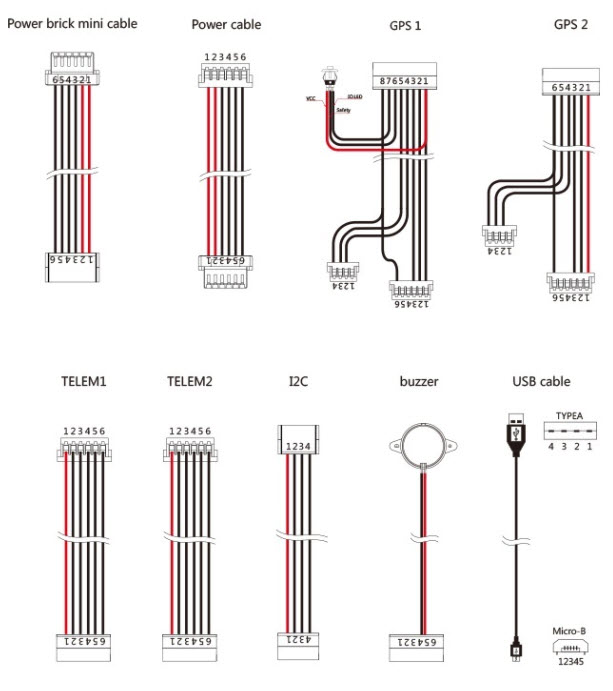 Power brick mini cable
Power cable
GPS 1
GPS 2
654321
123456
87654321
654321
VCC
IO LED
Safety
1234
1234
123456
654321
123456
123456
TELEM1
TELEM2
I2C
buzzer
USB cable
123456
123456
1234
TYPEA
4 3 2 1
654321
654321
4321
654321
Micro-B
12345